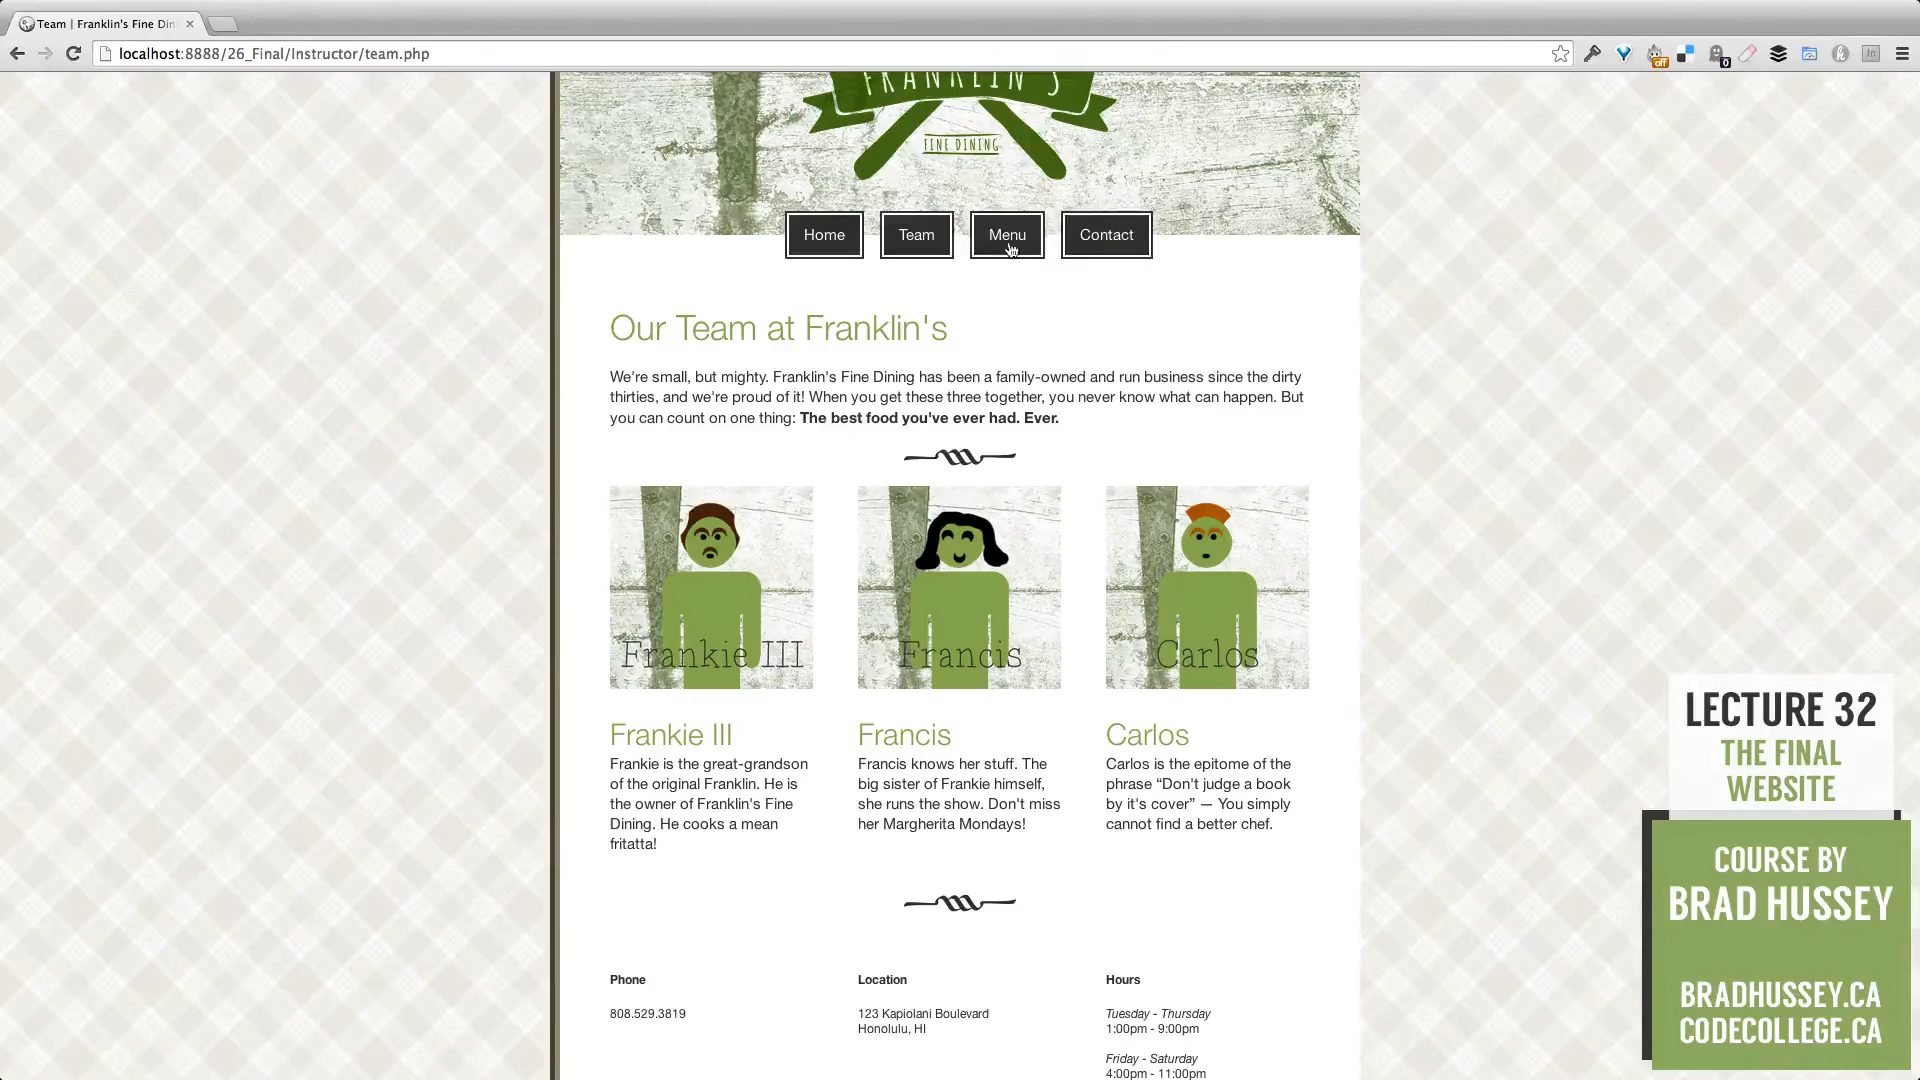 Team | Franklin's Fine Din
localhost:8888/26_Final/Instructor/team.php
off
0
FRANKLIN'S
FINE DINING
Home Team Menu Contact
Our Team at Franklin's
We're small, but mighty. Franklin's Fine Dining has been a family-owned and run business since the dirty
thirties, and we're proud of it! When you get these three together, you never know what can happen. But
you can count on one thing: The best food you've ever had. Ever.
Frankie III
Francis
Carlos
Frankie III
Frankie is the great-grandson
of the original Franklin. He is
the owner of Franklin's Fine
Dining. He cooks a mean
fritatta!
Francis
Francis knows her stuff. The
big sister of Frankie himself,
she runs the show. Don't miss
her Margherita Mondays!
Carlos
Carlos is the epitome of the
phrase “Don't judge a book
by it's cover” — You simply
cannot find a better chef.
Phone
808.529.3819
Location
123 Kapiolani Boulevard
Honolulu, HI
Hours
Tuesday - Thursday
1:00pm - 9:00pm
Friday - Saturday
4:00pm - 11:00pm
LECTURE 32
THE FINAL
WEBSITE
COURSE BY
BRAD HUSSEY
BRADHUSSEY.CA
CODECOLLEGE.CA